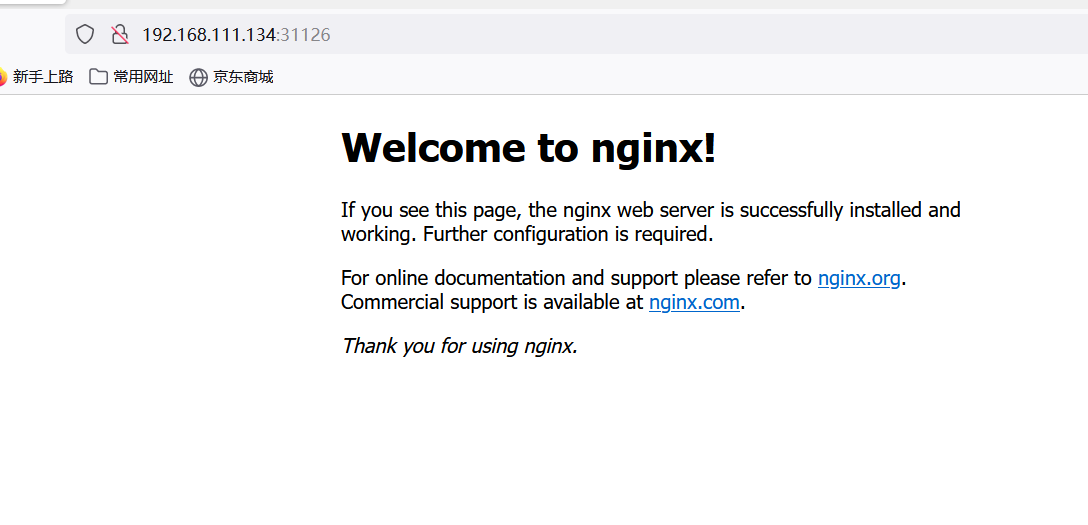 192.168.111.134:31126
新手上路 常用网址 京东商城
Welcome to nginx!
If you see this page, the nginx web server is successfully installed and
working. Further configuration is required.
For online documentation and support please refer to nginx.org.
Commercial support is available at nginx.com.
Thank you for using nginx.